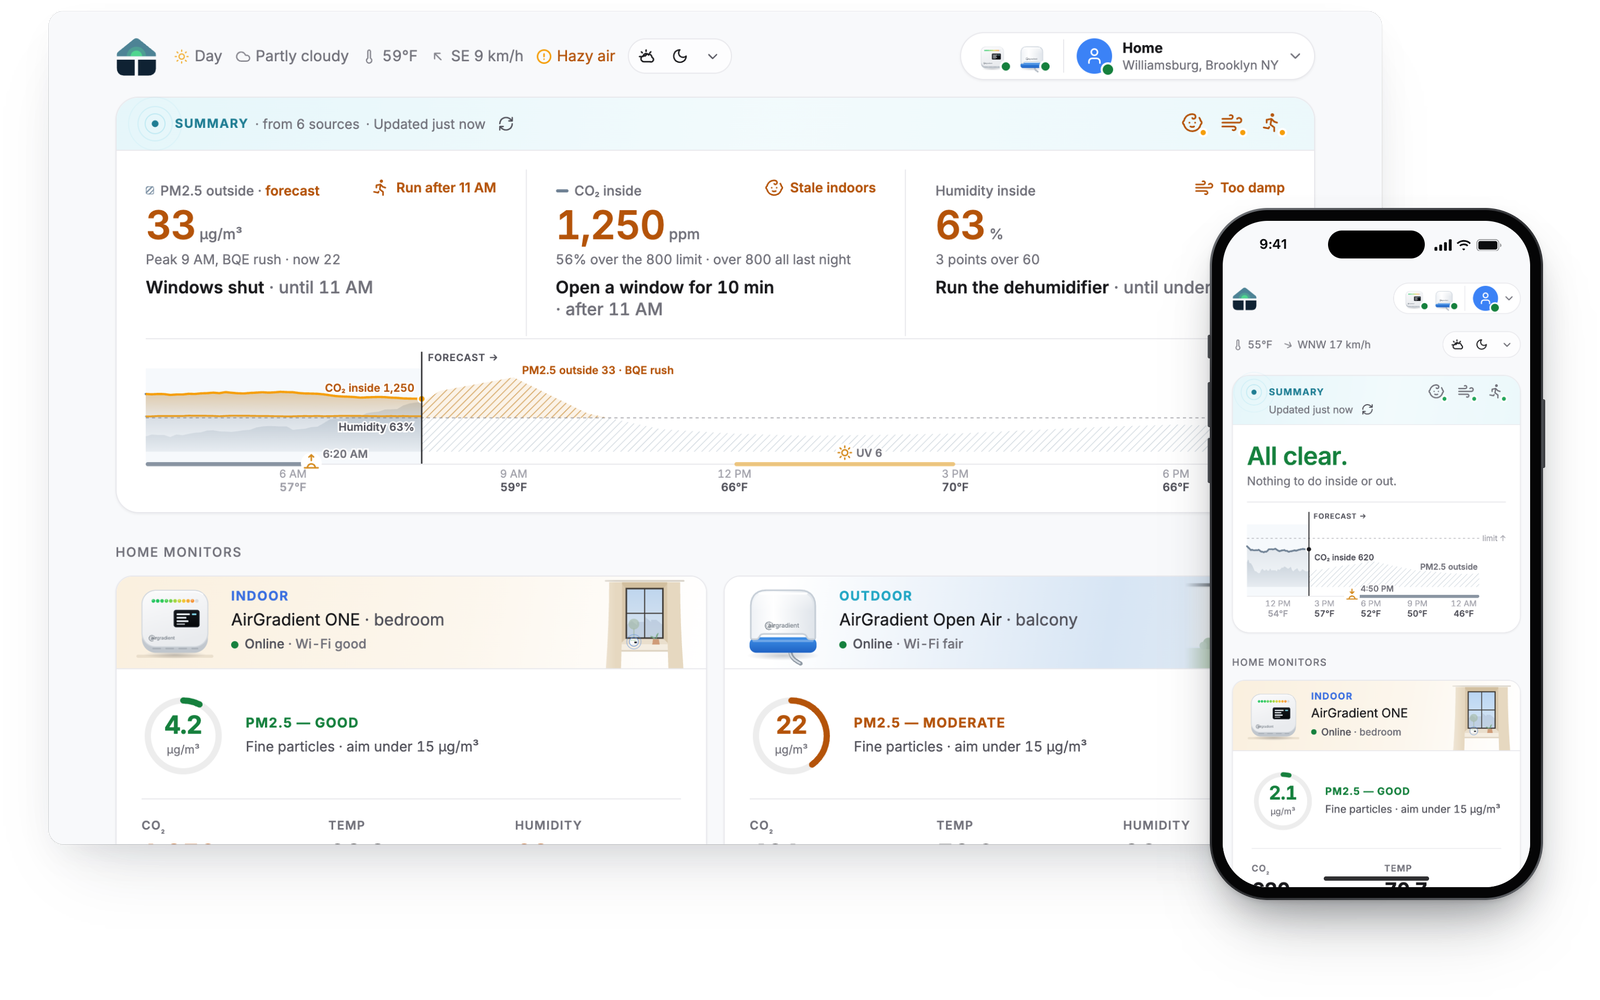 Day Partly cloudy 59°F SE 9 km/h Hazy air
Home
Williamsburg, Brooklyn NY
SUMMARY · from 6 sources · Updated just now
PM2.5 outside · forecast
Run after 11 AM
33 µg/m³
Peak 9 AM, BQE rush · now 22
Windows shut · until 11 AM
CO₂ inside
Stale indoors
1,250 ppm
56% over the 800 limit · over 800 all last night
Open a window for 10 min
· after 11 AM
Humidity inside
Too damp
63 %
3 points over 60
Run the dehumidifier · until under
FORECAST →
PM2.5 outside 33 · BQE rush
CO₂ inside 1,250
Humidity 63%
6:20 AM
UV 6
6 AM 9 AM 12 PM 3 PM 6 PM
57°F 59°F 66°F 70°F 66°F
HOME MONITORS
INDOOR
AirGradient ONE · bedroom
Online · Wi-Fi good
airgradient
4.2
µg/m³
PM2.5 — GOOD
Fine particles · aim under 15 µg/m³
CO₂ TEMP HUMIDITY
OUTDOOR
AirGradient Open Air · balcony
Online · Wi-Fi fair
airgradient
22
µg/m³
PM2.5 — MODERATE
Fine particles · aim under 15 µg/m³
CO₂ TEMP HUMIDITY
9:41
55°F WNW 17 km/h
SUMMARY
Updated just now
All clear.
Nothing to do inside or out.
FORECAST →
limit ↑
CO₂ inside 620
PM2.5 outside
4:50 PM
12 PM 3 PM 6 PM 9 PM 12 AM
54°F 57°F 52°F 50°F 46°F
HOME MONITORS
INDOOR
AirGradient ONE
Online · bedroom
2.1
µg/m³
PM2.5 — GOOD
Fine particles · aim under 15 µg/m³
CO₂ TEMP